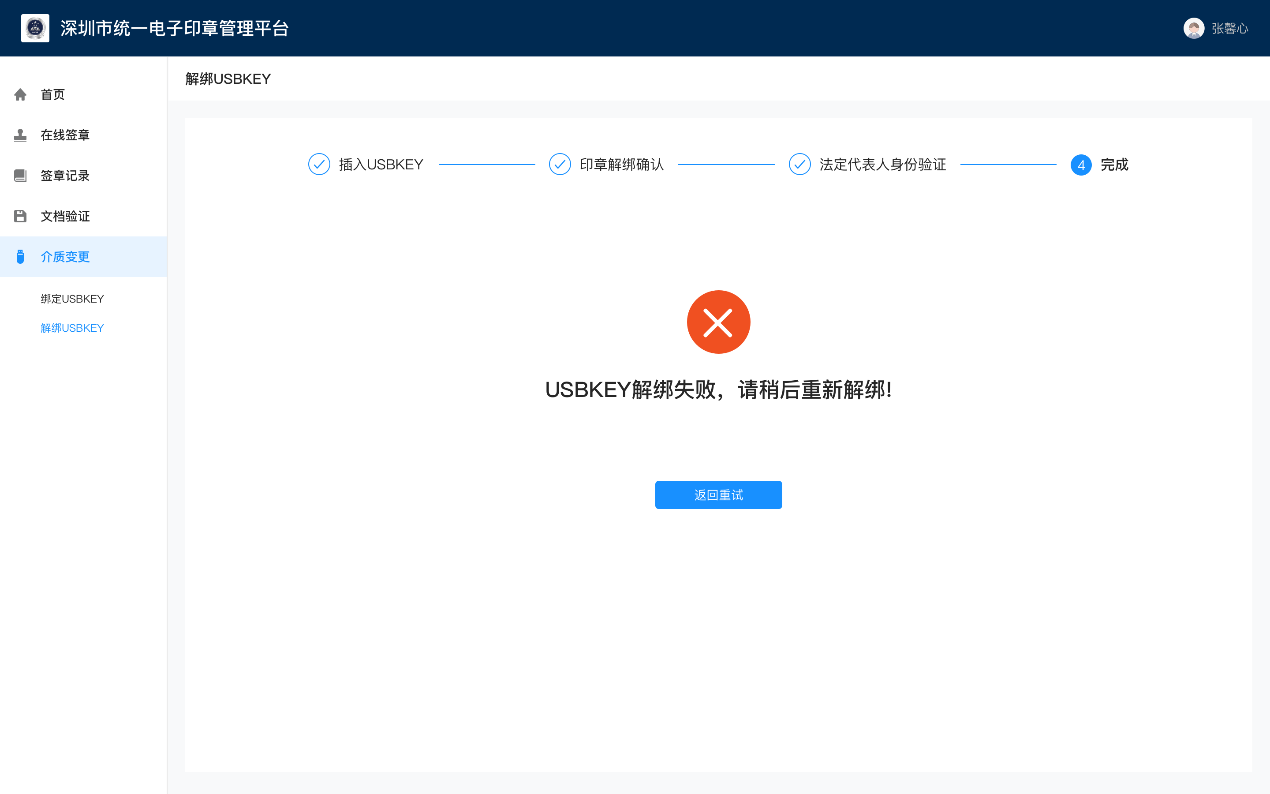 深圳市统一电子印章管理平台
张馨心
首页
在线签章
签章记录
文档验证
介质变更
绑定USBKEY
解绑USBKEY
解绑USBKEY
插入USBKEY
印章解绑确认
法定代表人身份验证
4 完成
USBKEY解绑失败，请稍后重新解绑!
返回重试